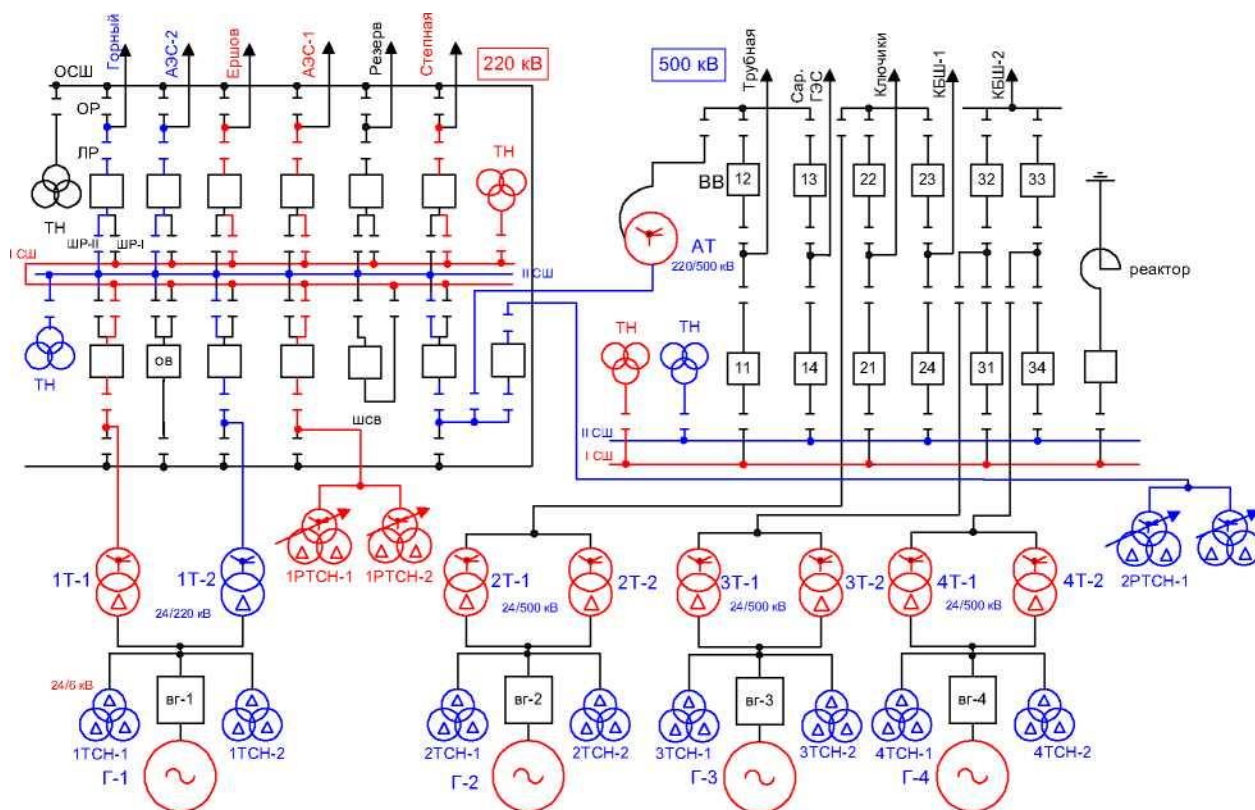 Горный
АЭС-2
Ершов
АЭС-1
Резерв
Степная
220 кВ
500 кВ
Трубная
Сар. ГЭС
Ключики
КБШ-1
КБШ-2
ОСШ
ОР
ЛР
ТН
ТН
ВВ
12
13
22
23
32
33
АТ
220/500 кВ
реактор
ШР-II
ШР-I
I СШ
II СШ
ТН
ОВ
ШСВ
ТН
ТН
11
14
21
24
31
34
II СШ
I СШ
1Т-1
1Т-2
24/220 кВ
1РТСН-1
1РТСН-2
2Т-1
2Т-2
24/500 кВ
3Т-1
3Т-2
24/500 кВ
4Т-1
4Т-2
24/500 кВ
2РТСН-1
24/6 кВ
вг-1
вг-2
вг-3
вг-4
1ТСН-1
1ТСН-2
2ТСН-1
2ТСН-2
3ТСН-1
3ТСН-2
4ТСН-1
4ТСН-2
Г-1
Г-2
Г-3
Г-4